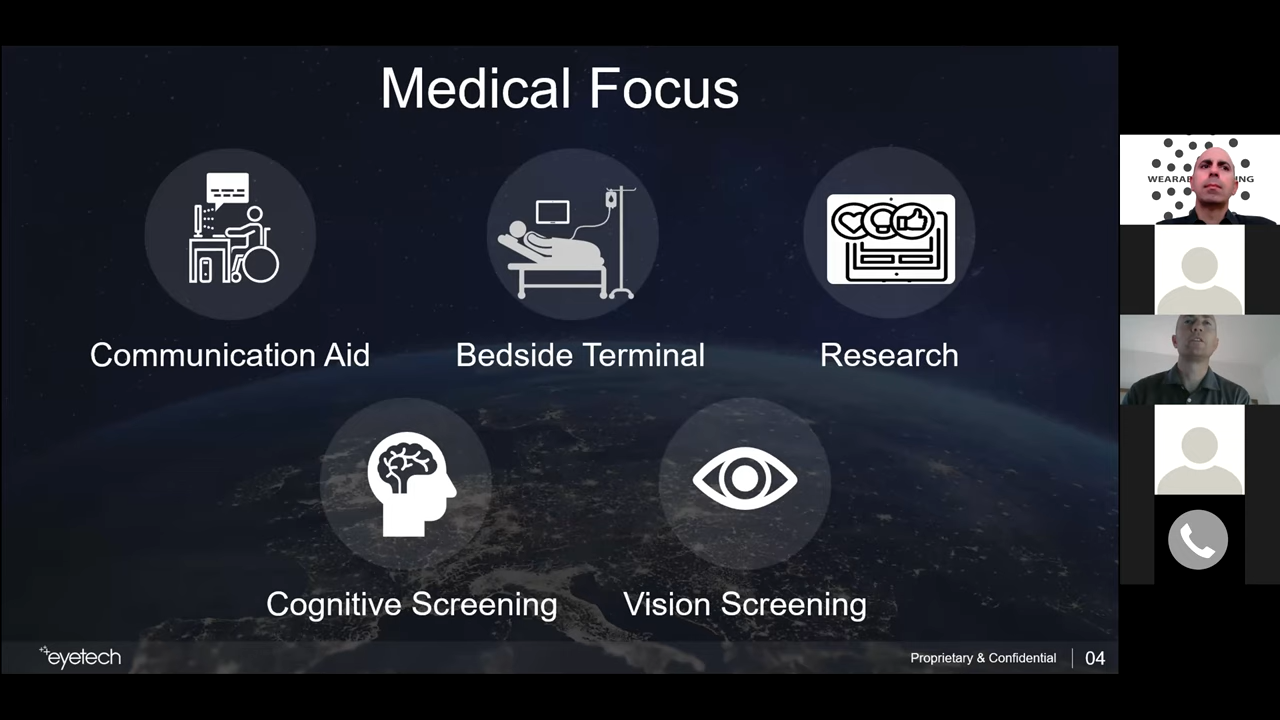 Medical Focus
Communication Aid
Bedside Terminal
Research
Cognitive Screening
Vision Screening
eyetech
Proprietary & Confidential
04